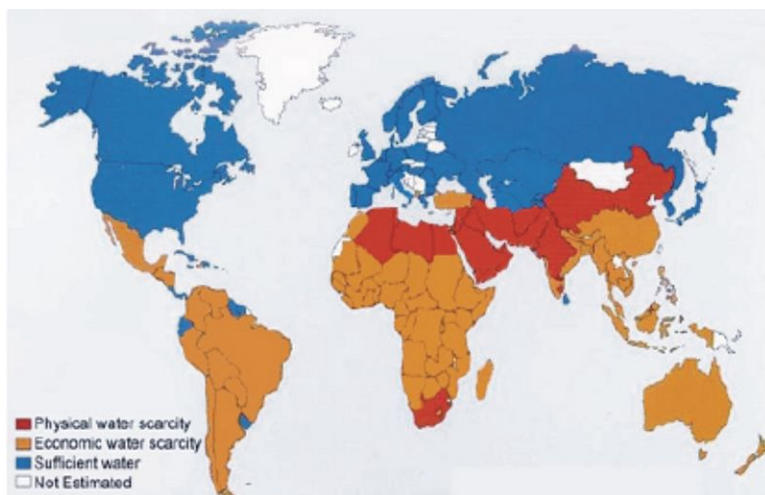 Physical water scarcity
Economic water scarcity
Sufficient water
Not Estimated